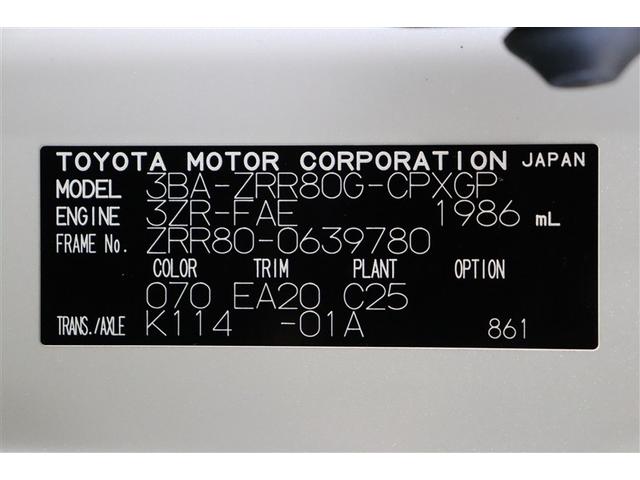 TOYOTA MOTOR CORPORATION JAPAN
MODEL 3BA-ZRR80G-CPXGP
ENGINE 3ZR-FAE 1986 mL
FRAME No. ZRR80-0639780
COLOR TRIM PLANT OPTION
070 EA20 C25
TRANS./AXLE K114 -01A 861